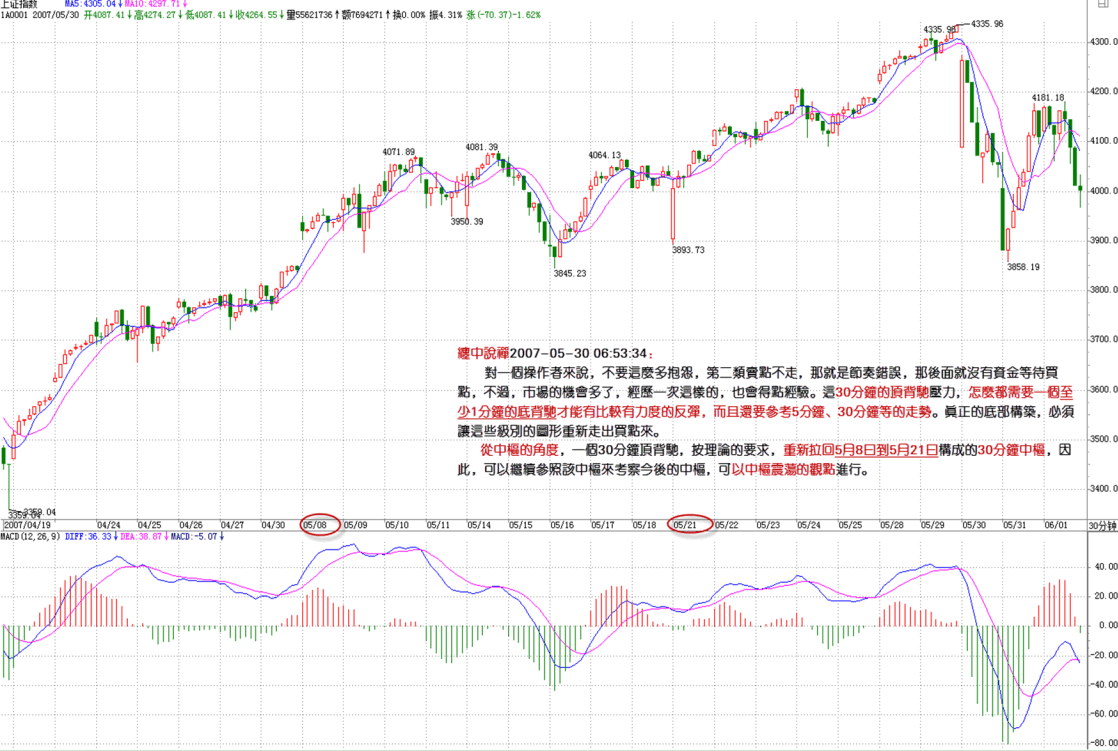 上证指数 MA5:4305.04↓MA10:4297.71↓
1A0001 2007/05/30 开4087.41↓高4274.27↓低4087.41↓收4264.55↓量55621736↑额7694271↑换0.00% 振4.31% 涨(-70.37)-1.62%
4335.96
4335.96
4300.0
4200.0
4181.18
4100.0
4071.89
4081.39
4064.13
4000.0
3950.39
3900.0
3893.73
3845.23
3858.19
3800.0
3700.0
纏中說禪2007-05-30 06:53:34：
對一個操作者來說，不要這麼多抱怨，第二類賣點不走，那就是節奏錯誤，那後面就沒有資金等待買
點，不過，市場的機會多了，經歷一次這樣的，也會得點經驗。這30分鐘的頂背馳壓力，怎麼都需要一個至
3600.0
少1分鐘的底背馳才能有比較有力度的反彈，而且還要參考5分鐘、30分鐘等的走勢。真正的底部構築，必須
讓這些級別的圖形重新走出買點來。
3500.0
從中樞的角度，一個30分鐘頂背馳，按理論的要求，重新拉回5月8日到5月21日構成的30分鐘中樞，因
此，可以繼續參照該中樞來考察今後的中樞，可以中樞震蕩的觀點進行。
3400.0
3359.04
3359.04
2007/04/19 04/24 04/25 04/26 04/27 04/30 05/08 05/09 05/10 05/11 05/14 05/15 05/16 05/17 05/18 05/21 05/22 05/23 05/24 05/25 05/28 05/29 05/30 05/31 06/01 30分钟
MACD(12,26,9) DIFF:36.33↓DEA:38.87↓MACD:-5.07↓
40.00
20.00
0.00
-20.00
-40.00
-60.00
-80.00